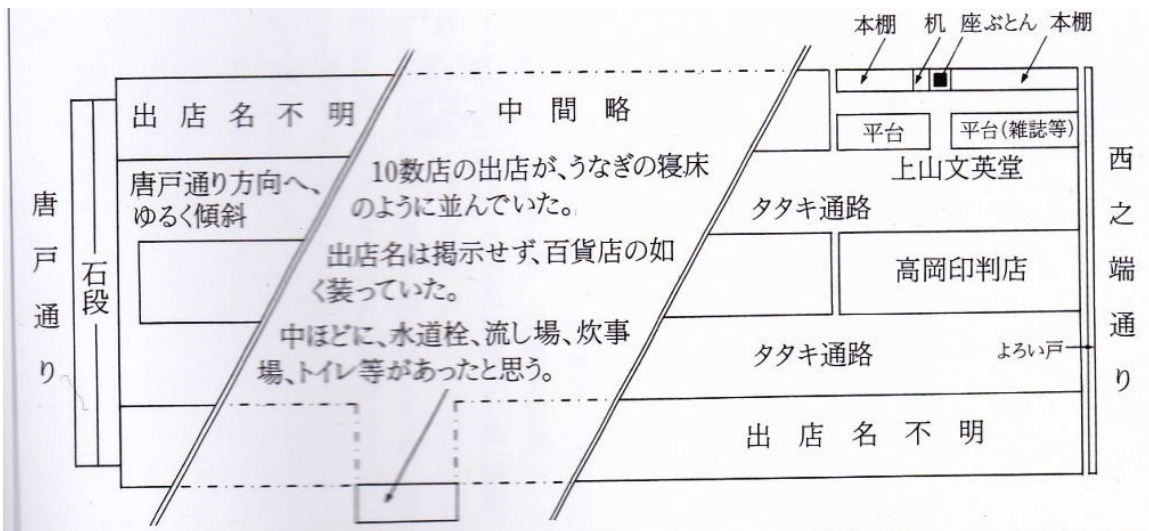 本棚 机 座ぶとん 本棚
出店名不明
中間略
平台
平台(雑誌等)
上山文英堂
唐戸通り方向へ、
ゆるく傾斜
10数店の出店が、うなぎの寝床
のように並んでいた。
タタキ通路
出店名は掲示せず、百貨店の如
く装っていた。
高岡印判店
中ほどに、水道栓、流し場、炊事
場、トイレ等があったと思う。
タタキ通路
よろい戸
出店名不明
唐戸通り
石段
西之端通り